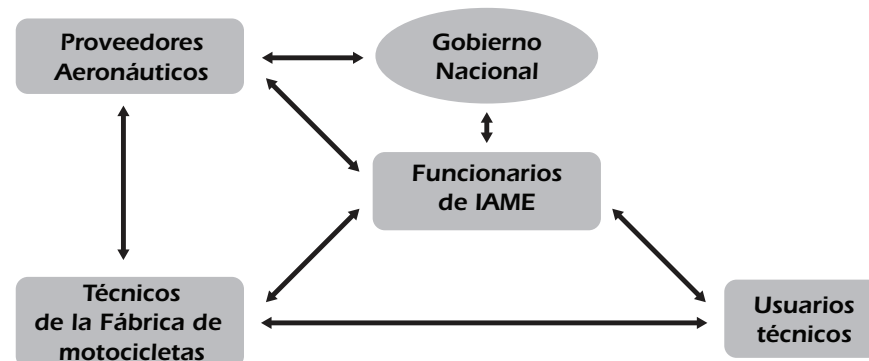 Proveedores
Aeronáuticos
Gobierno
Nacional
Funcionarios
de IAME
Técnicos
de la Fábrica de
motocicletas
Usuarios
técnicos